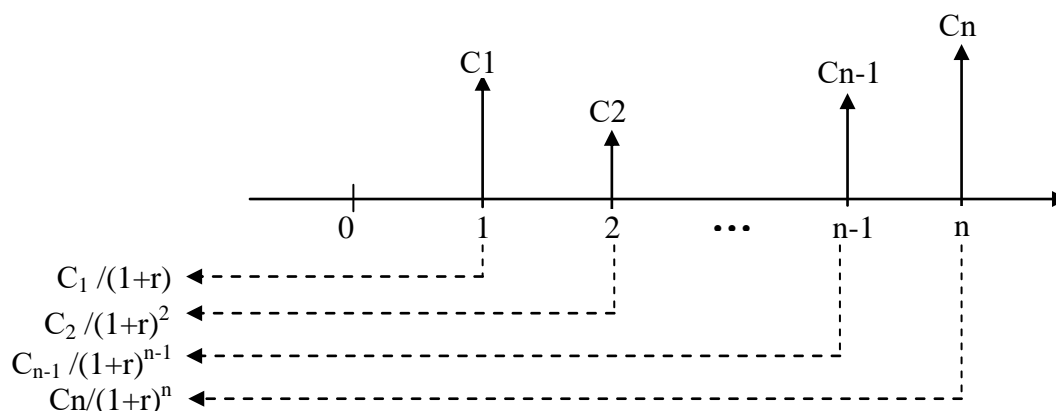 Cn
C1
Cn-1
C2
0 1 2 ... n-1 n
C₁ /(1+r)
C₂ /(1+r)²
Cₙ₋₁ /(1+r)ⁿ⁻¹
Cn/(1+r)ⁿ